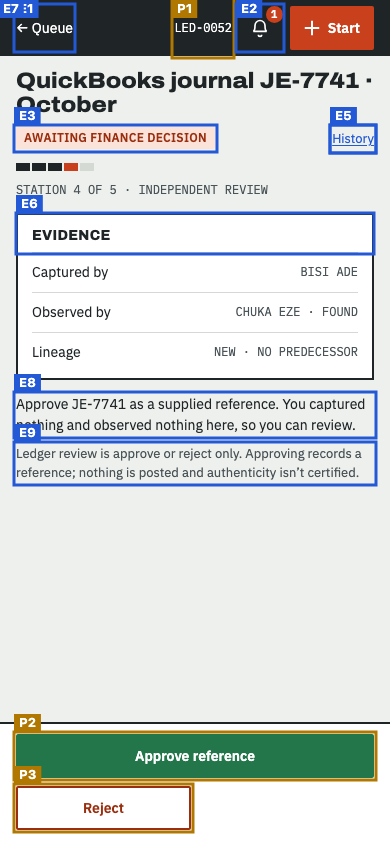 E7 E1
P1
E2
1
← Queue
LED-0052
Start
QuickBooks journal JE-7741 ·
October
E3
E5
AWAITING FINANCE DECISION
History
STATION 4 OF 5 · INDEPENDENT REVIEW
E6
EVIDENCE
Captured by BISI ADE
Observed by CHUKA EZE · FOUND
Lineage NEW · NO PREDECESSOR
E8
Approve JE-7741 as a supplied reference. You captured
nothing and observed nothing here, so you can review.
E9
Ledger review is approve or reject only. Approving records a
reference; nothing is posted and authenticity isn't certified.
P2
Approve reference
P3
Reject